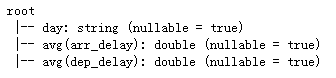 root
 |-- day: string (nullable = true)
 |-- avg(arr_delay): double (nullable = true)
 |-- avg(dep_delay): double (nullable = true)